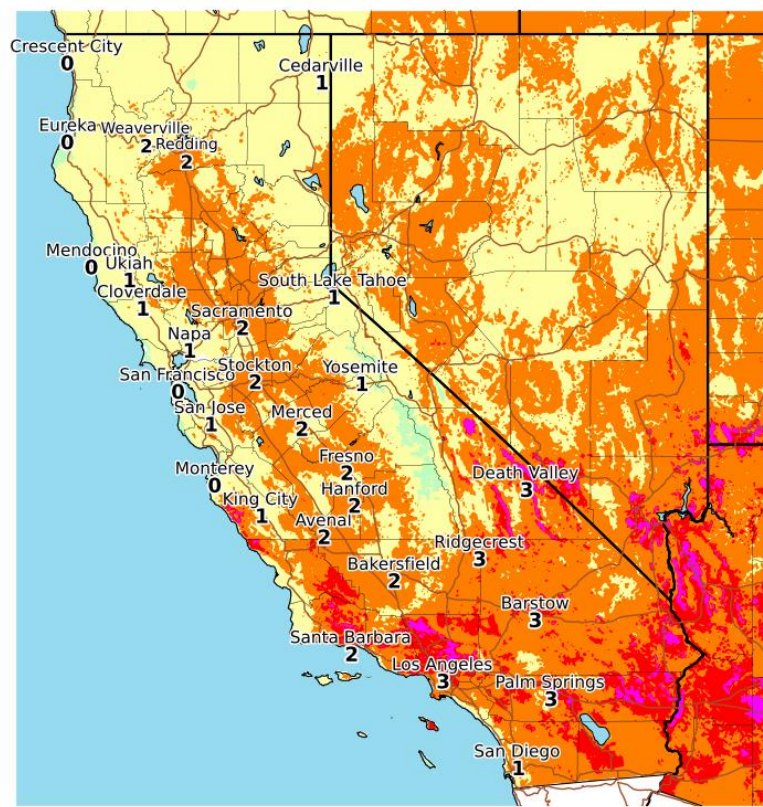 Crescent City
0
Cedarville
1
Eureka
0
Weaverville
2
Redding
2
Mendocino
0
Ukiah
1
Cloverdale
1
South Lake Tahoe
1
Sacramento
2
Napa
1
San Francisco
0
Stockton
2
Yosemite
1
San Jose
1
Merced
2
Fresno
2
Monterey
0
Hanford
2
Death Valley
3
King City
1
Avenal
2
Ridgecrest
3
Bakersfield
2
Barstow
3
Santa Barbara
2
Los Angeles
3
Palm Springs
3
San Diego
1